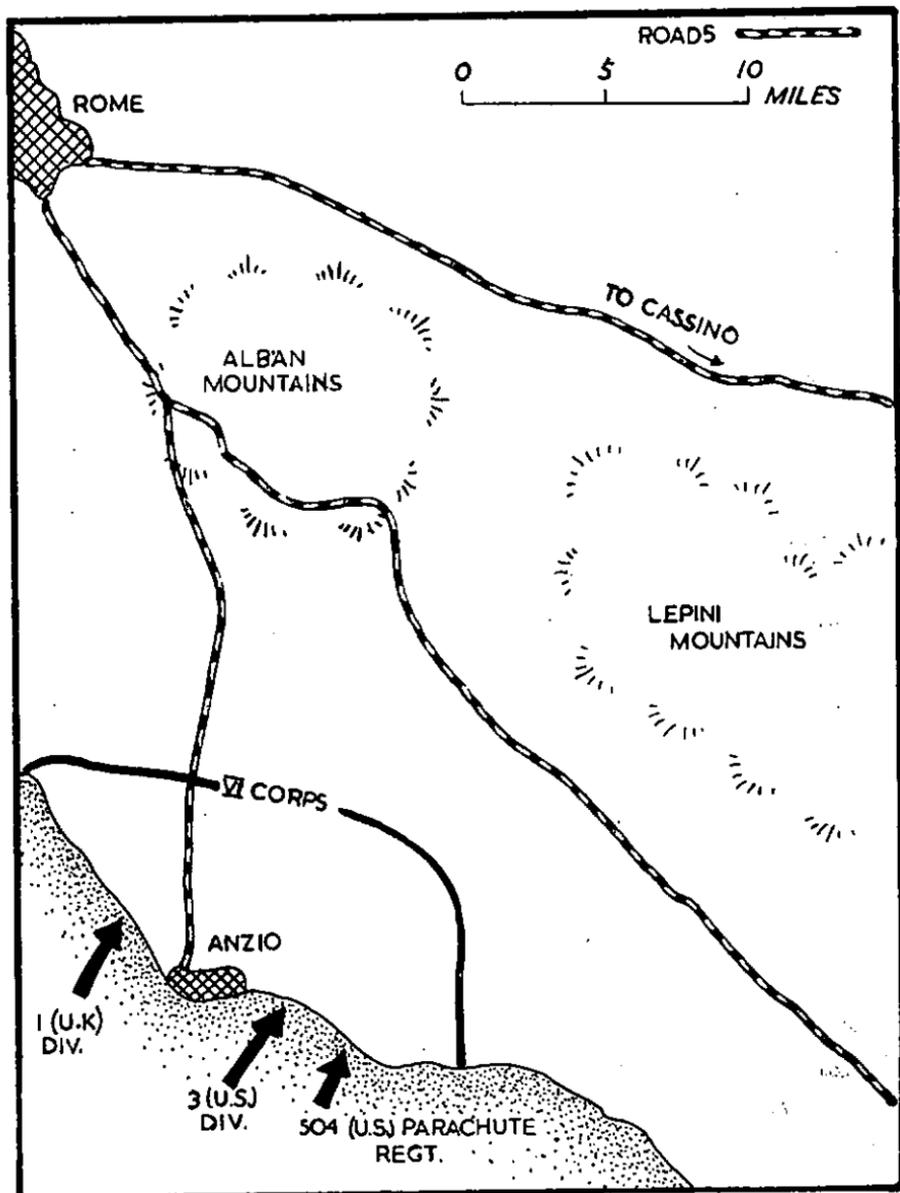 ROADS
0 5 10
MILES
ROME
TO CASSINO
ALBAN
MOUNTAINS
LEPINI
MOUNTAINS
VI CORPS
ANZIO
1 (U.K)
DIV.
3 (U.S)
DIV.
504 (U.S) PARACHUTE
REGT.